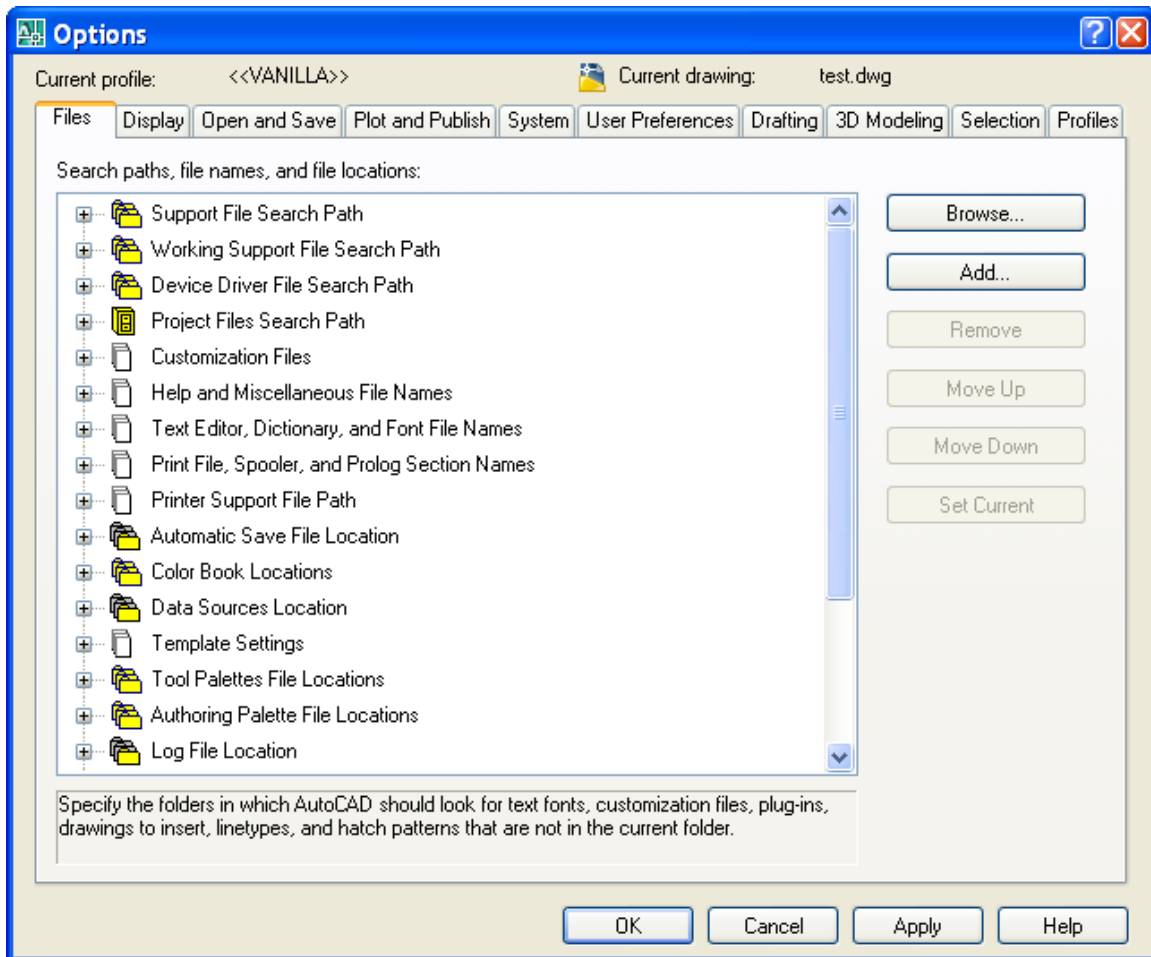 Options
Current profile: <<VANILLA>> Current drawing: test.dwg
Files Display Open and Save Plot and Publish System User Preferences Drafting 3D Modeling Selection Profiles
Search paths, file names, and file locations:
Support File Search Path
Working Support File Search Path
Device Driver File Search Path
Project Files Search Path
Customization Files
Help and Miscellaneous File Names
Text Editor, Dictionary, and Font File Names
Print File, Spooler, and Prolog Section Names
Printer Support File Path
Automatic Save File Location
Color Book Locations
Data Sources Location
Template Settings
Tool Palettes File Locations
Authoring Palette File Locations
Log File Location
Browse...
Add...
Remove
Move Up
Move Down
Set Current
Specify the folders in which AutoCAD should look for text fonts, customization files, plug-ins,
drawings to insert, linetypes, and hatch patterns that are not in the current folder.
OK Cancel Apply Help